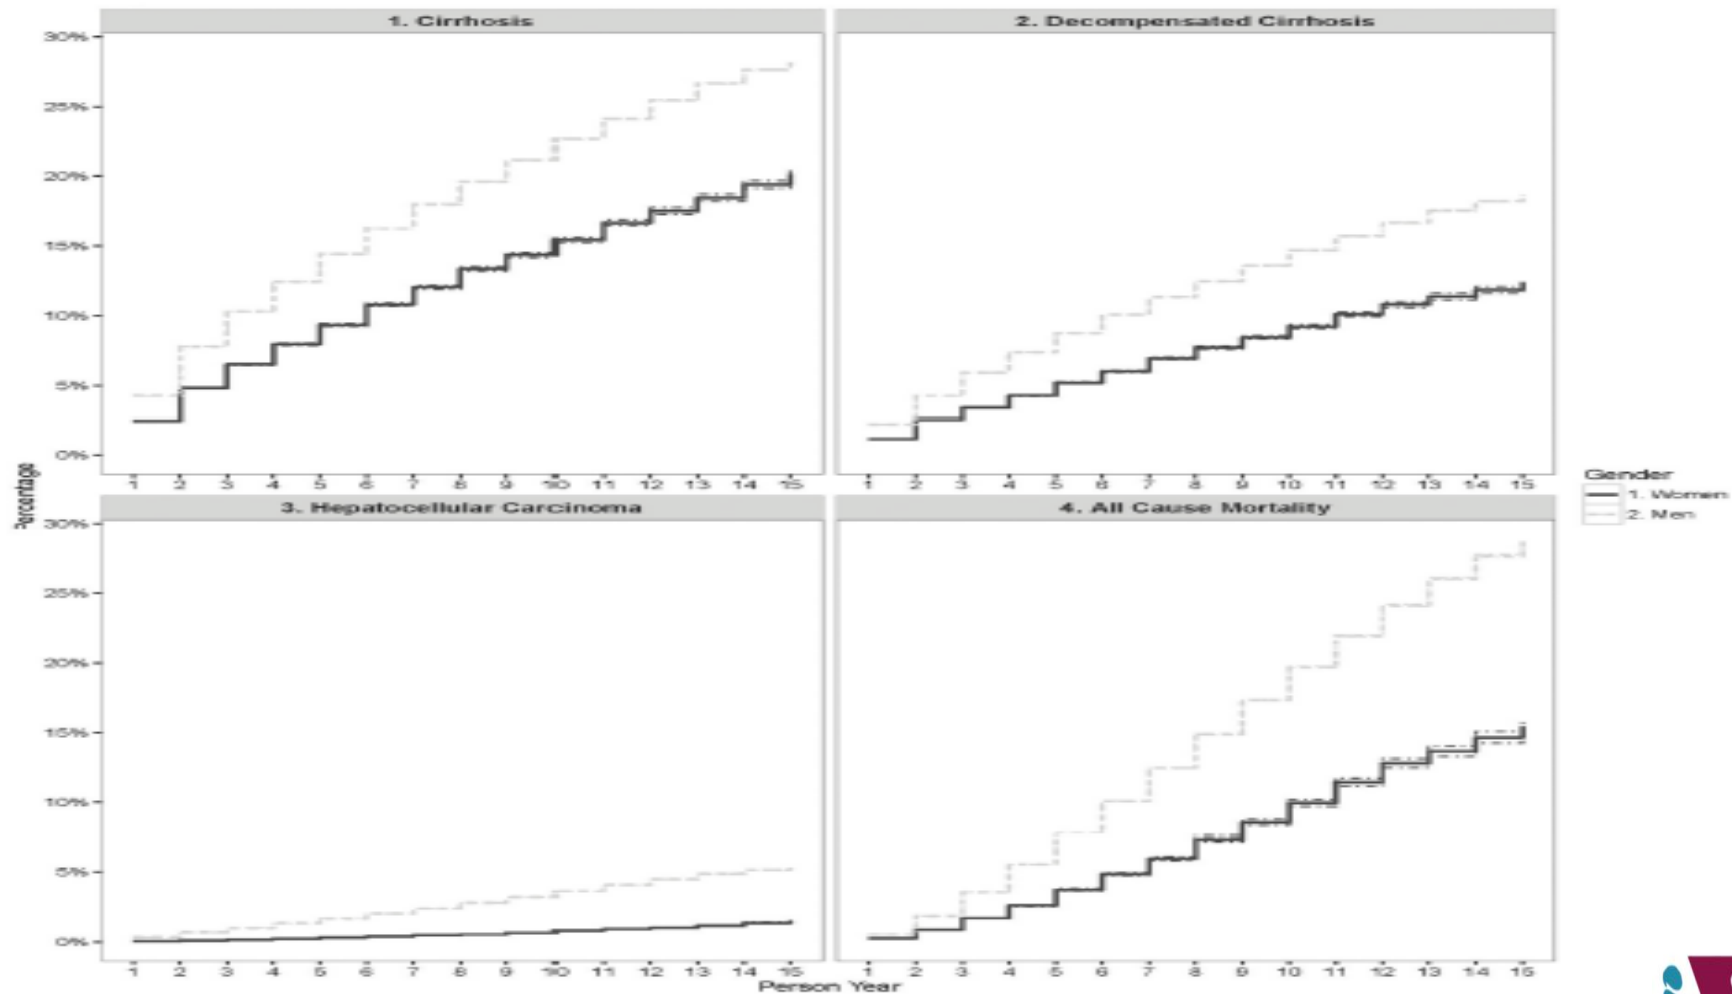 1. Cirrhosis
2. Decompensated Cirrhosis
30%
25%
20%
15%
10%
5%
0%
1 2 3 4 5 6 7 8 9 10 11 12 13 14 15
1 2 3 4 5 6 7 8 9 10 11 12 13 14 15
Percentage
Gender
1. Women
2. Men
3. Hepatocellular Carcinoma
4. All Cause Mortality
30%
25%
20%
15%
10%
5%
0%
1 2 3 4 5 6 7 8 9 10 11 12 13 14 15
1 2 3 4 5 6 7 8 9 10 11 12 13 14 15
Person Year